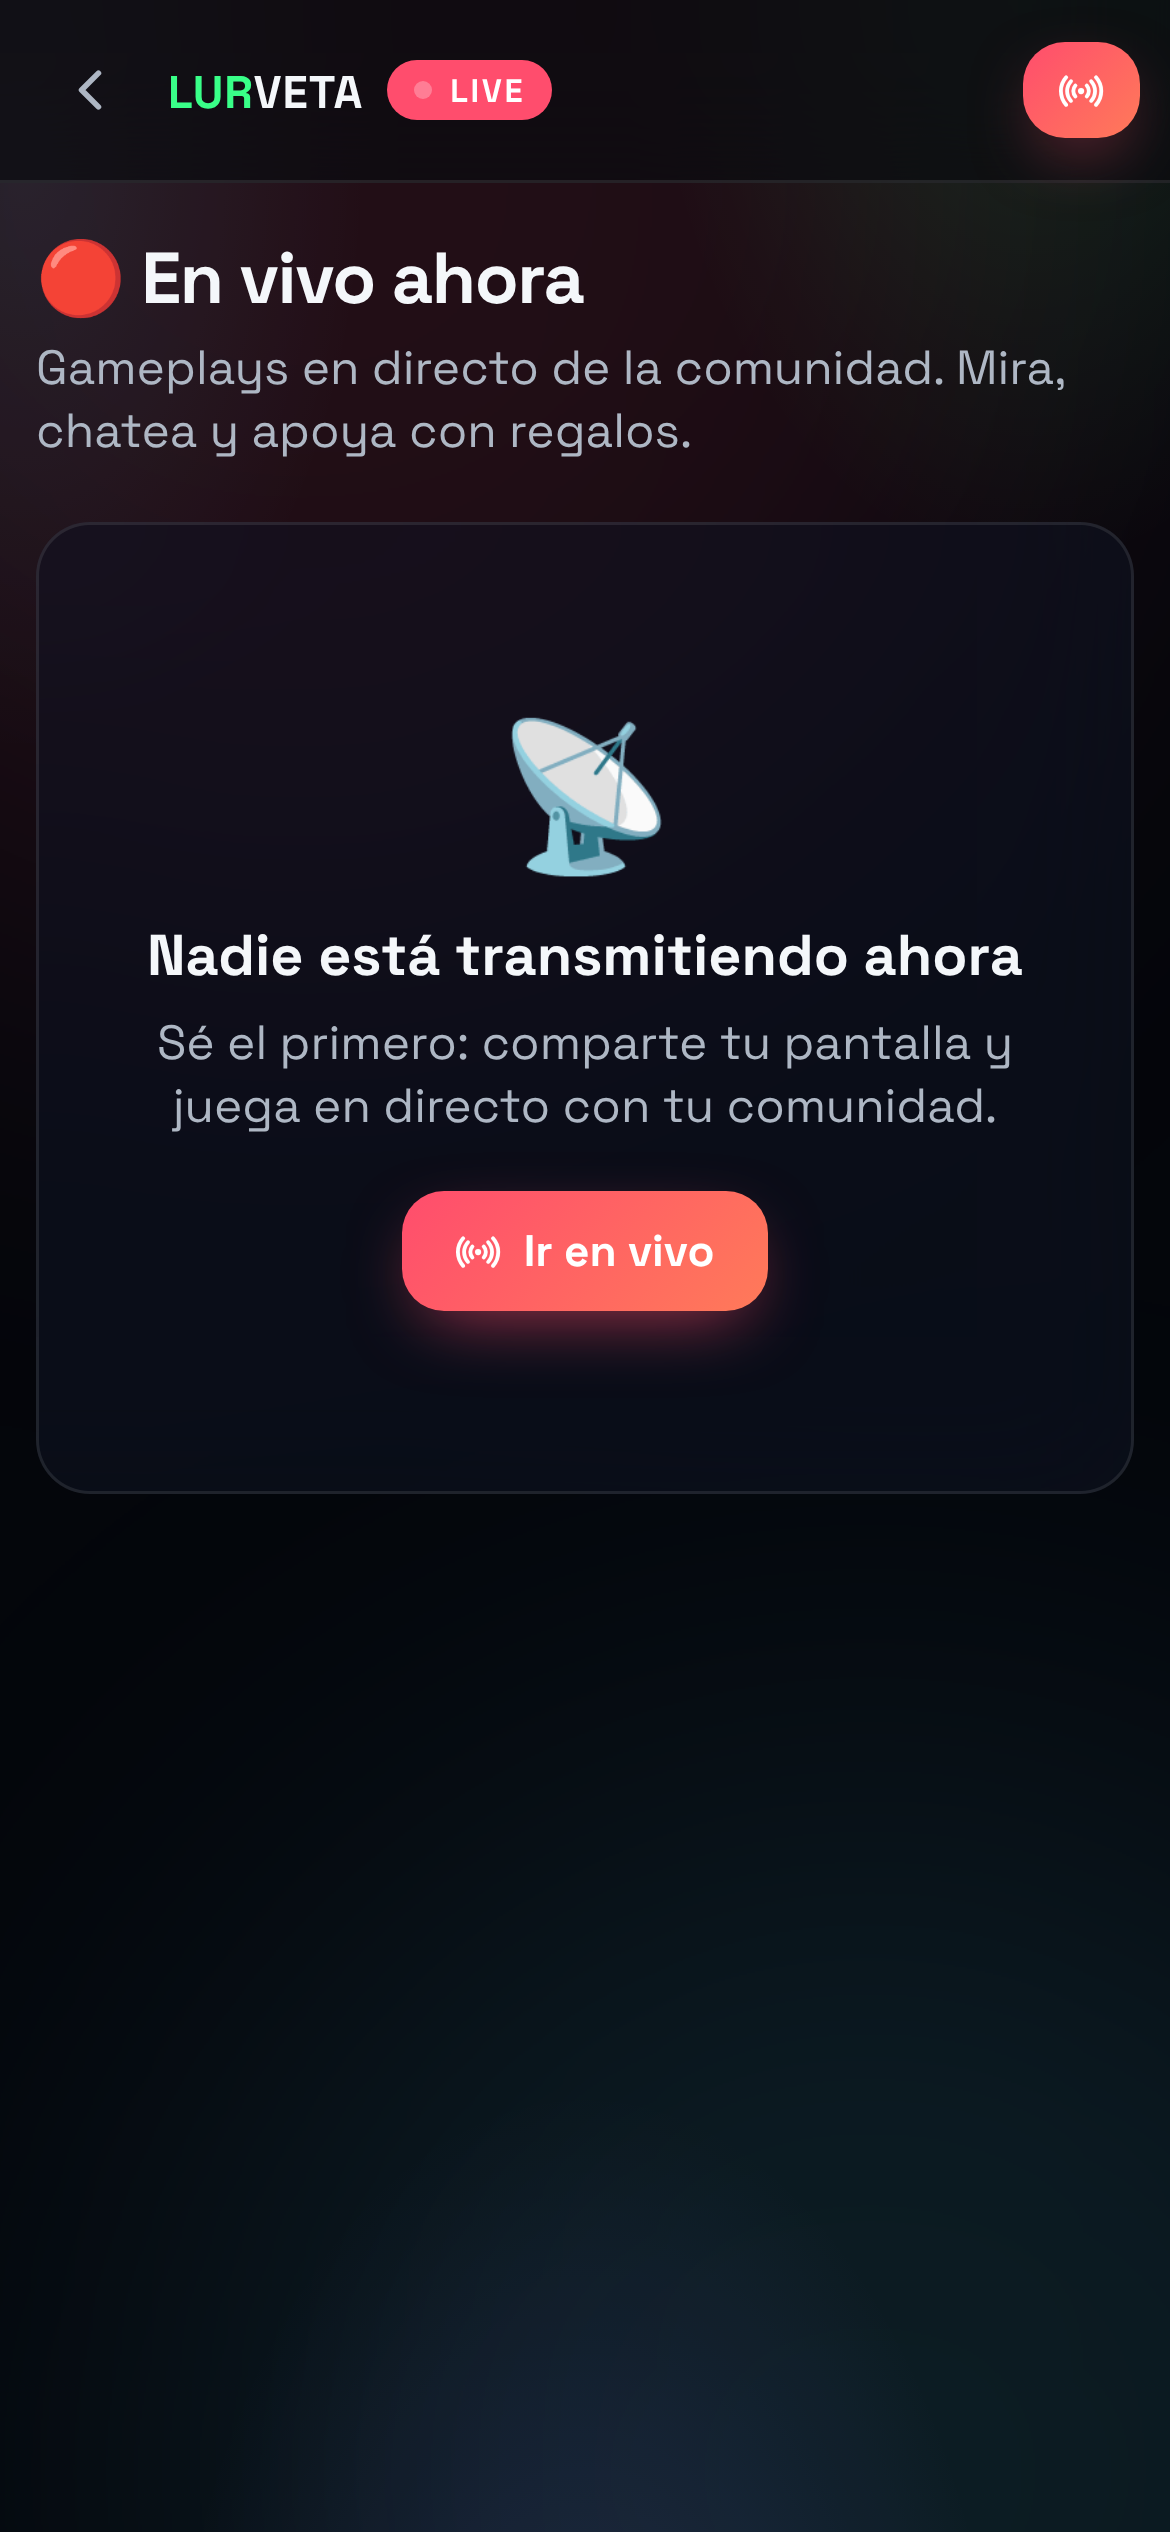 LURVETA
LIVE
En vivo ahora
Gameplays en directo de la comunidad. Mira,
chatea y apoya con regalos.
Nadie está transmitiendo ahora
Sé el primero: comparte tu pantalla y
juega en directo con tu comunidad.
Ir en vivo